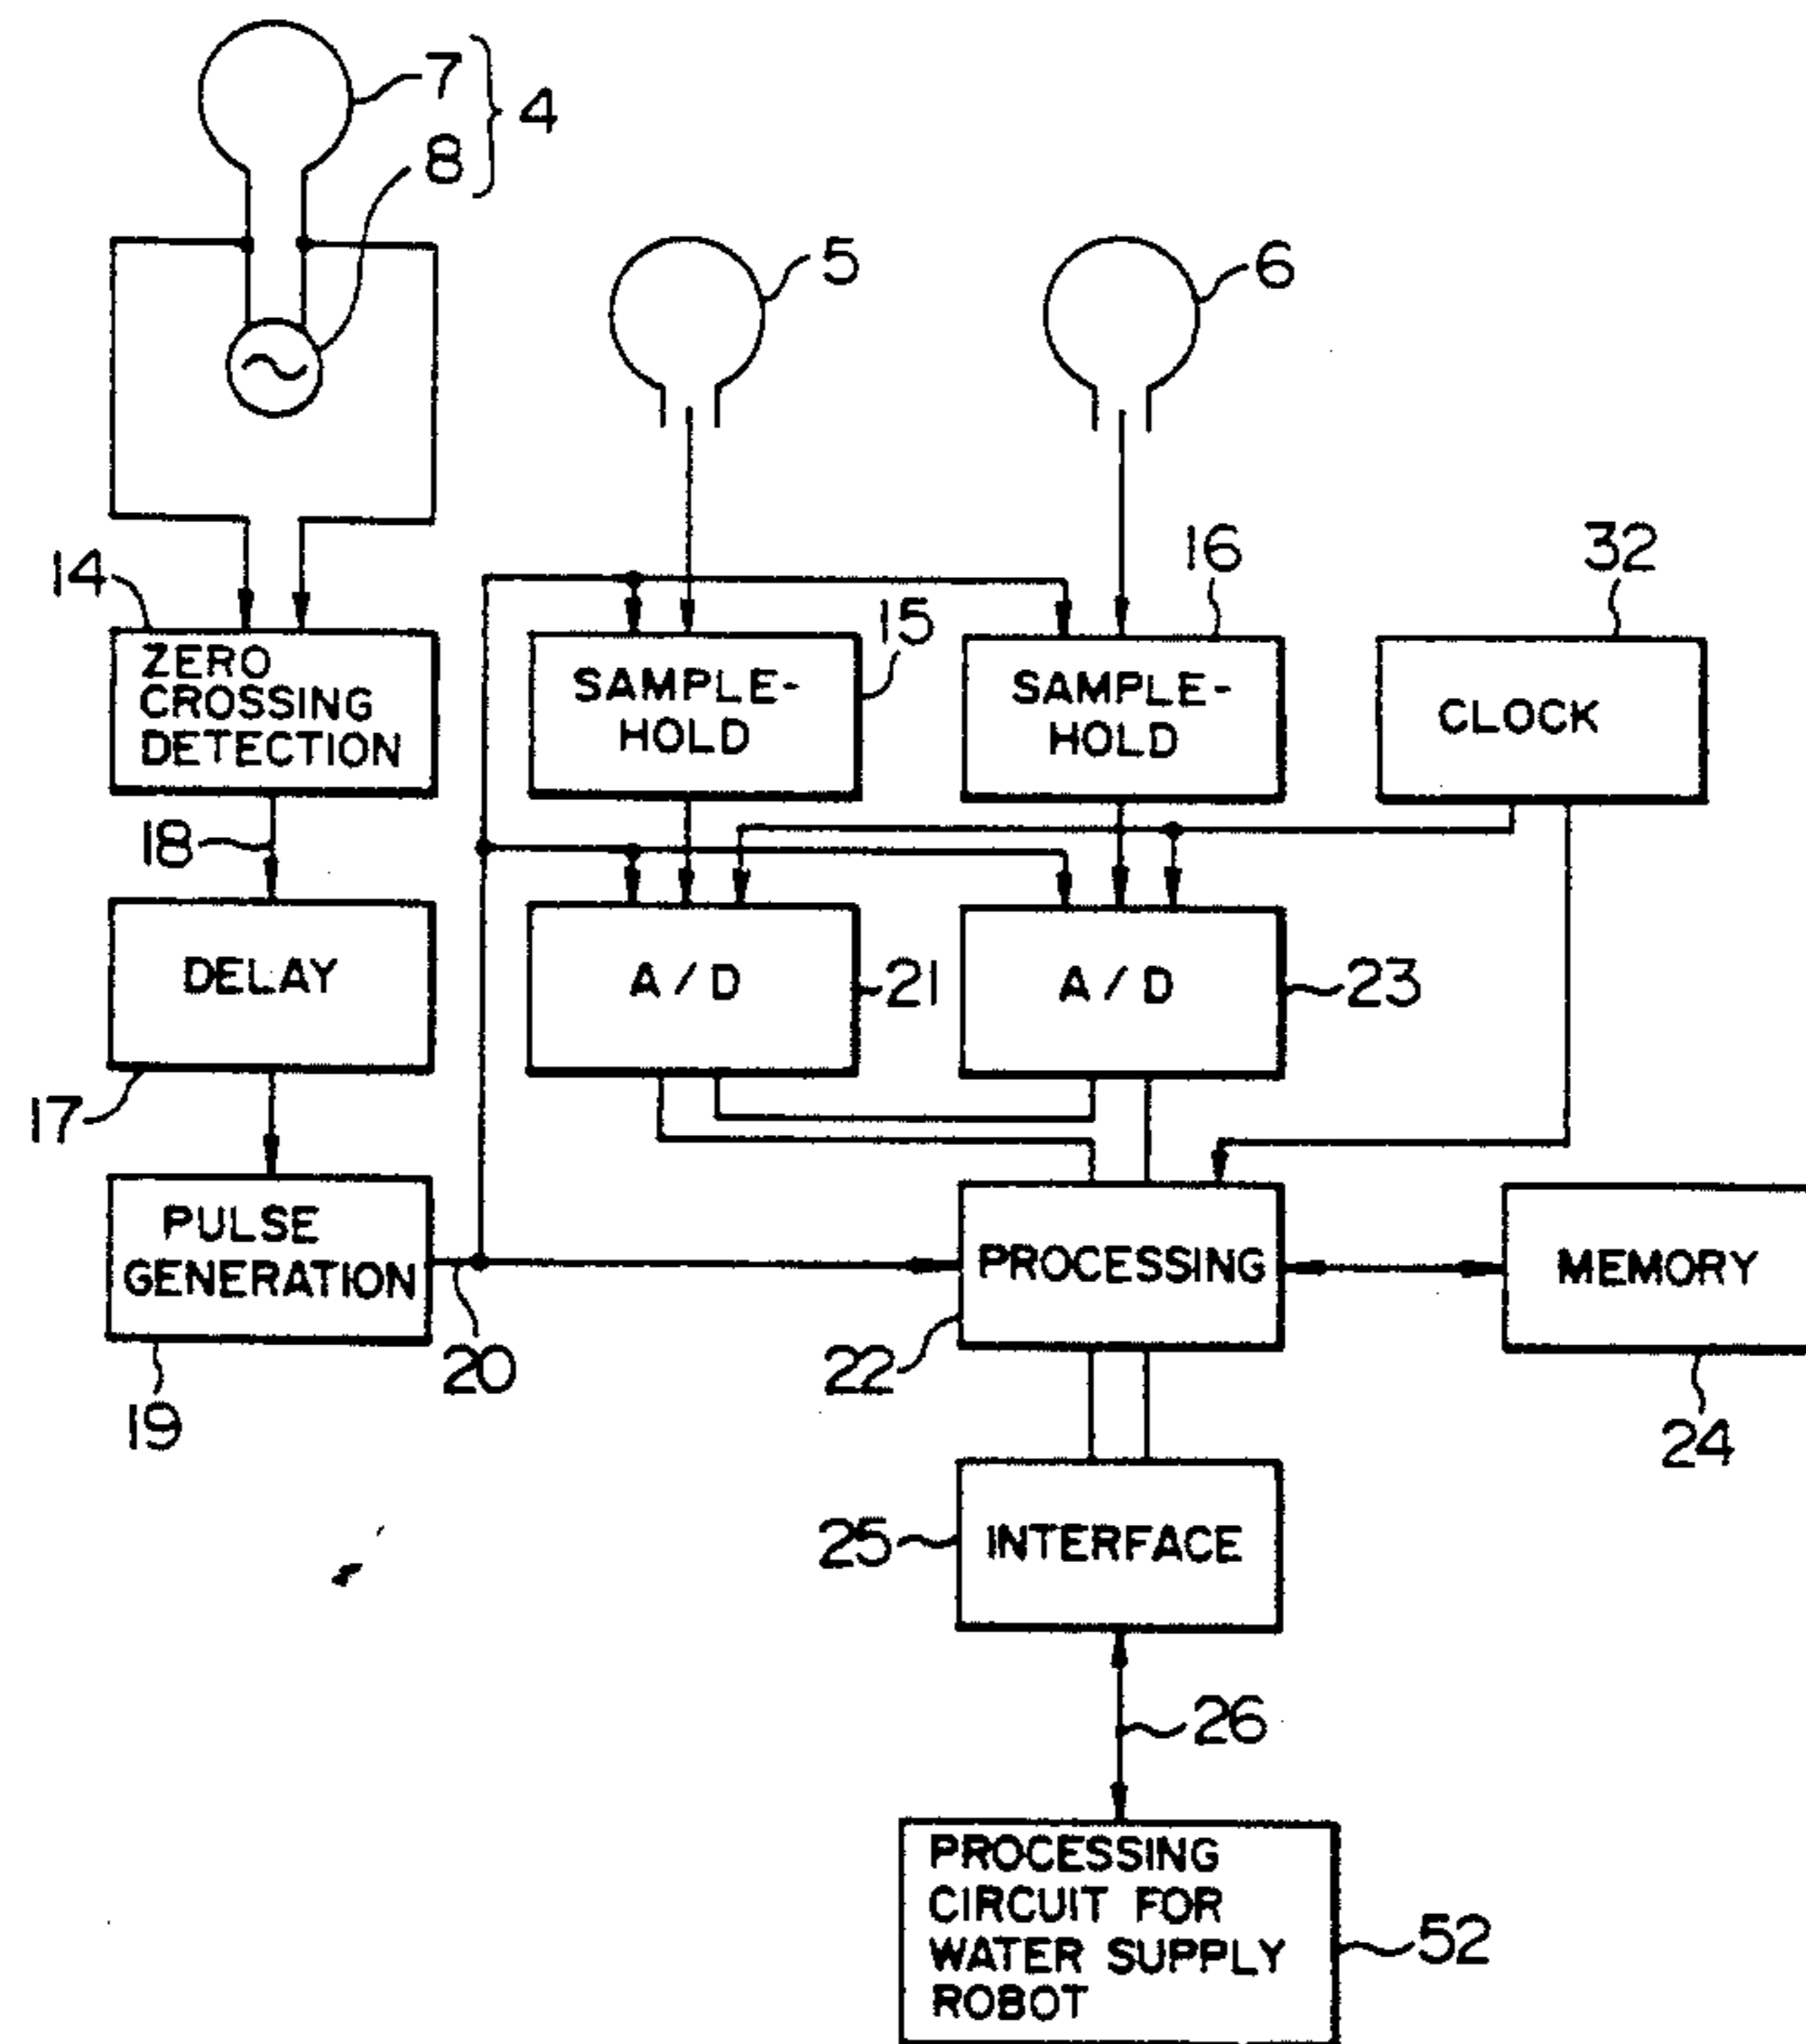 7
4
8
5
6
14
16
32
15
ZERO
CROSSING
DETECTION
SAMPLE-
HOLD
SAMPLE-
HOLD
CLOCK
18
DELAY
A/D
21
A/D
23
17
PULSE
GENERATION
PROCESSING
MEMORY
20
22
19
24
25
INTERFACE
26
PROCESSING
CIRCUIT FOR
WATER SUPPLY
ROBOT
52